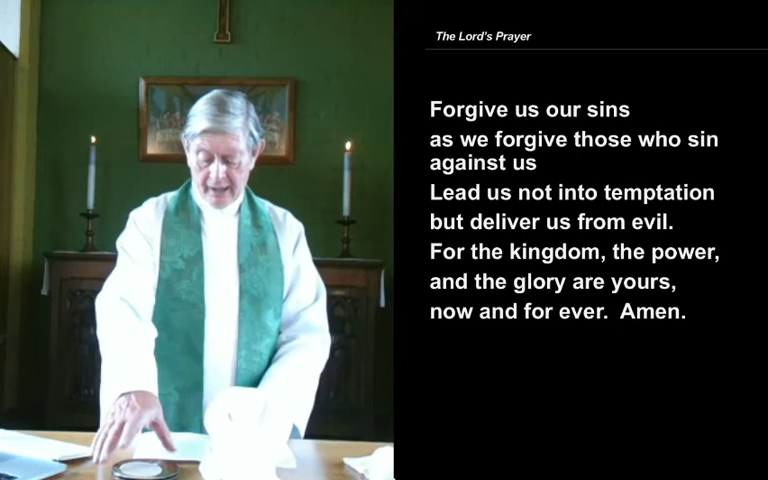 The Lord's Prayer
Forgive us our sins
as we forgive those who sin
against us
Lead us not into temptation
but deliver us from evil.
For the kingdom, the power,
and the glory are yours,
now and for ever.  Amen.